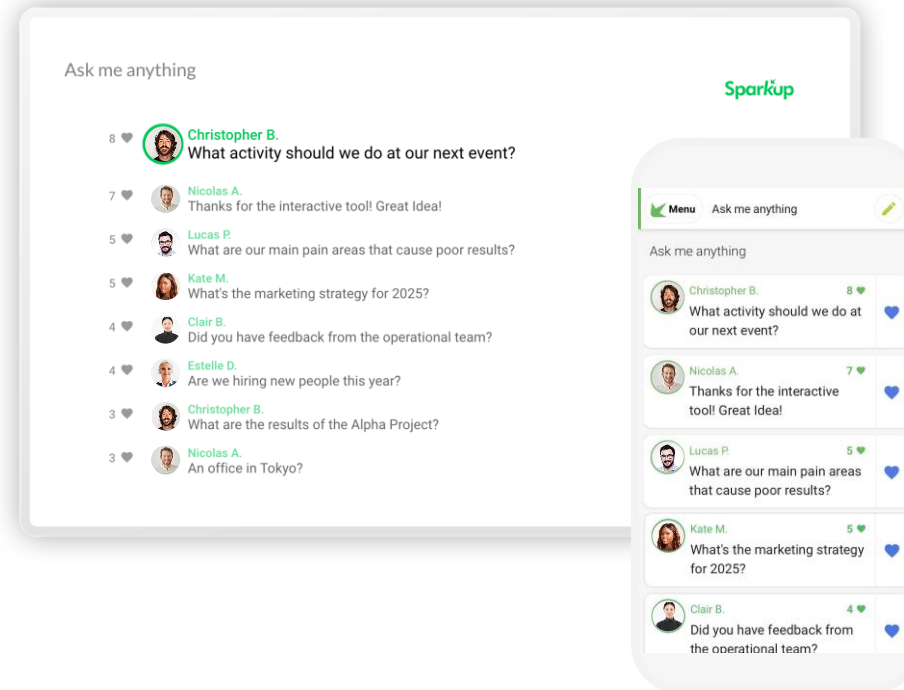 Ask me anything
Sparkup
8
Christopher B.
What activity should we do at our next event?
7
Nicolas A.
Thanks for the interactive tool! Great Idea!
5
Lucas P.
What are our main pain areas that cause poor results?
5
Kate M.
What's the marketing strategy for 2025?
4
Clair B.
Did you have feedback from the operational team?
4
Estelle D.
Are we hiring new people this year?
3
Christopher B.
What are the results of the Alpha Project?
3
Nicolas A.
An office in Tokyo?
Menu Ask me anything
Ask me anything
Christopher B. 8
What activity should we do at
our next event?
Nicolas A. 7
Thanks for the interactive
tool! Great Idea!
Lucas P. 5
What are our main pain areas
that cause poor results?
Kate M. 5
What's the marketing strategy
for 2025?
Clair B. 4
Did you have feedback from
the operational team?